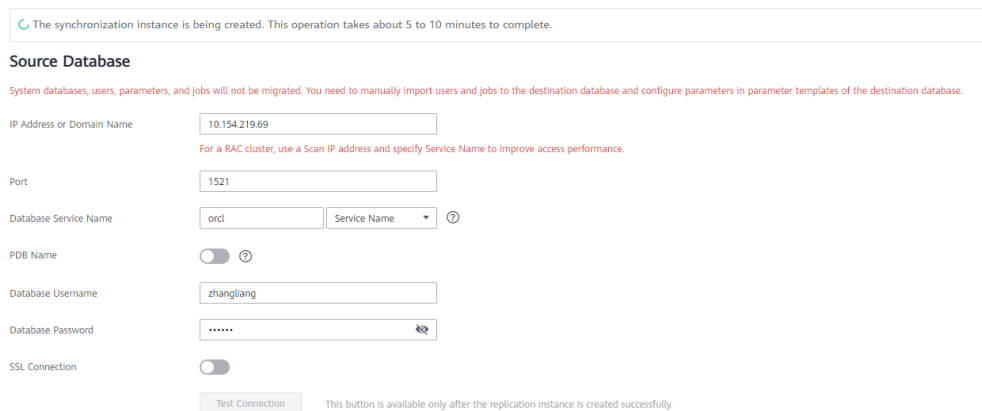 The synchronization instance is being created. This operation takes about 5 to 10 minutes to complete.
Source Database
System databases, users, parameters, and jobs will not be migrated. You need to manually import users and jobs to the destination database and configure parameters in parameter templates of the destination database.
IP Address or Domain Name 10.154.219.69
For a RAC cluster, use a Scan IP address and specify Service Name to improve access performance.
Port 1521
Database Service Name orcl Service Name ?
PDB Name ?
Database Username zhangliang
Database Password ••••••
SSL Connection
Test Connection This button is available only after the replication instance is created successfully.